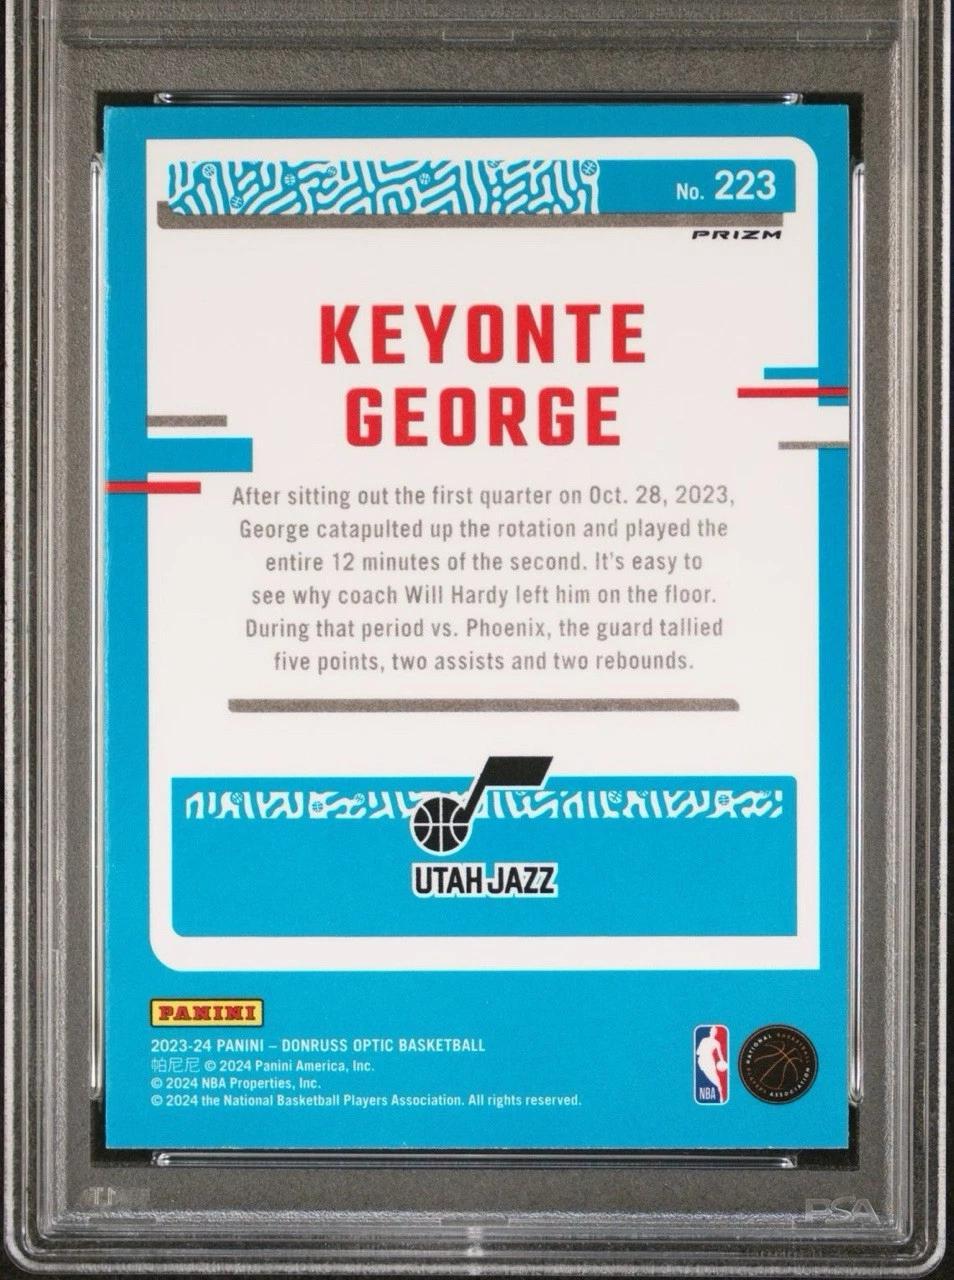 No. 223
PRIZM
KEYONTE
GEORGE
After sitting out the first quarter on Oct. 28, 2023,
George catapulted up the rotation and played the
entire 12 minutes of the second. It's easy to
see why coach Will Hardy left him on the floor.
During that period vs. Phoenix, the guard tallied
five points, two assists and two rebounds.
UTAH JAZZ
PANINI
2023-24 PANINI – DONRUSS OPTIC BASKETBALL
帕尼尼 © 2024 Panini America, Inc.
© 2024 NBA Properties, Inc.
© 2024 the National Basketball Players Association. All rights reserved.
NBA
NATIONAL BASKETBALL PLAYERS ASSOCIATION
PSA